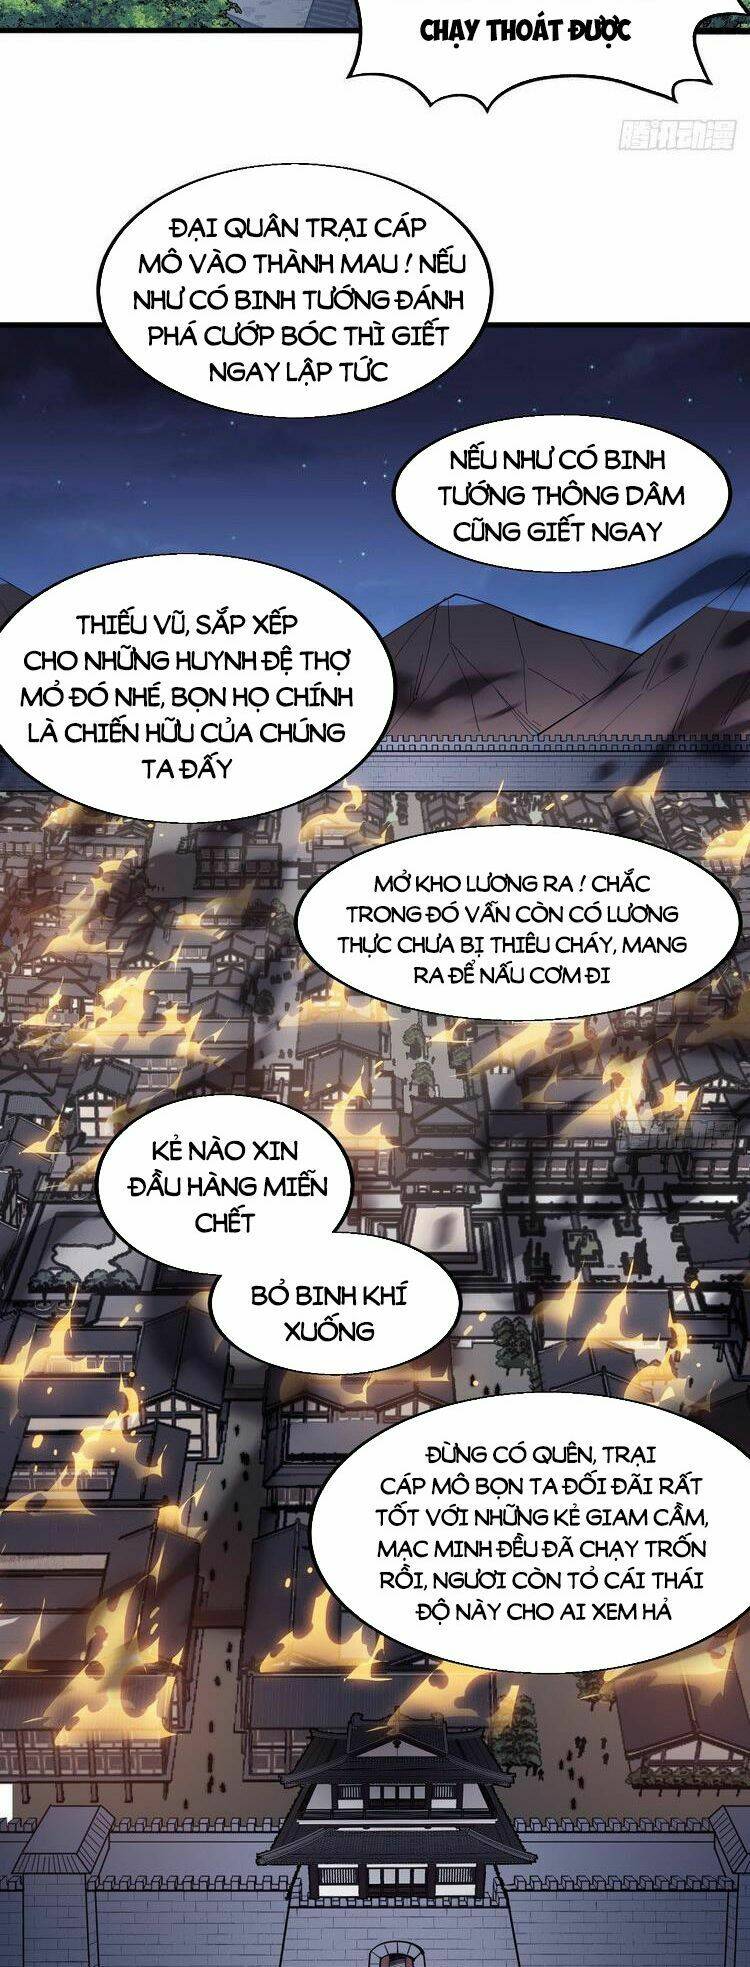 CHẠY THOÁT ĐƯỢC
腾讯动漫
ĐẠI QUÂN TRẠI CÁP
MÔ VÀO THÀNH MAU! NẾU
NHƯ CÓ BINH TƯỚNG ĐÁNH
PHÁ CƯỚP BÓC THÌ GIẾT
NGAY LẬP TỨC
NẾU NHƯ CÓ BINH
TƯỚNG THÔNG DÂM
CŨNG GIẾT NGAY
THIẾU VŨ, SẮP XẾP
CHO NHỮNG HUYNH ĐỆ THỢ
MỎ ĐÓ NHÉ, BỌN HỌ CHÍNH
LÀ CHIẾN HỮU CỦA CHÚNG
TA ĐẤY
MỞ KHO LƯƠNG RA! CHẮC
TRONG ĐÓ VẪN CÒN CÓ LƯƠNG
THỰC CHƯA BỊ THIÊU CHÁY, MANG
RA ĐỂ NẤU CƠM ĐI
KẺ NÀO XIN
ĐẦU HÀNG MIỄN
CHẾT
BỎ BINH KHÍ
XUỐNG
ĐỪNG CÓ QUÊN, TRẠI
CÁP MÔ BỌN TA ĐỐI ĐÃI RẤT
TỐT VỚI NHỮNG KẺ GIAM CẦM,
MẠC MINH ĐỀU ĐÃ CHẠY TRỐN
RỒI, NGƯƠI CÒN TỎ CÁI THÁI
ĐỘ NÀY CHO AI XEM HẢ